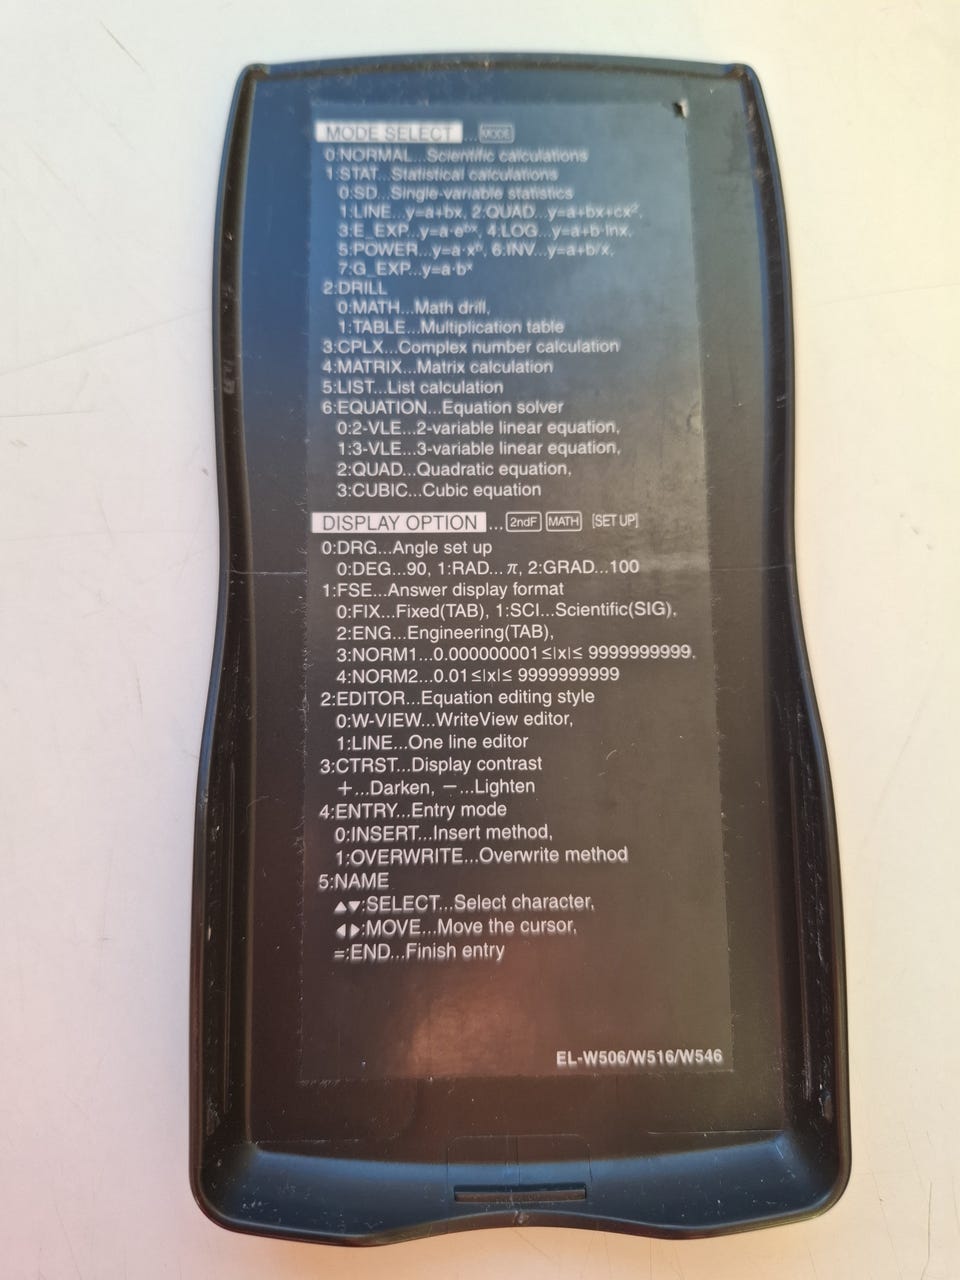 MODE SELECT ... MODE
0:NORMAL...Scientific calculations
1:STAT...Statistical calculations
0:SD...Single-variable statistics
1:LINE...y=a+bx, 2:QUAD...y=a+bx+cx²,
3:E_EXP...y=a·eᵇˣ, 4:LOG...y=a+b·lnx,
5:POWER...y=a·xᵇ, 6:INV...y=a+b/x,
7:G_EXP...y=a·bˣ
2:DRILL
0:MATH...Math drill,
1:TABLE...Multiplication table
3:CPLX...Complex number calculation
4:MATRIX...Matrix calculation
5:LIST...List calculation
6:EQUATION...Equation solver
0:2-VLE...2-variable linear equation,
1:3-VLE...3-variable linear equation,
2:QUAD...Quadratic equation,
3:CUBIC...Cubic equation
DISPLAY OPTION ... 2ndF MATH [SET UP]
0:DRG...Angle set up
0:DEG...90, 1:RAD...π, 2:GRAD...100
1:FSE...Answer display format
0:FIX...Fixed(TAB), 1:SCI...Scientific(SIG),
2:ENG...Engineering(TAB),
3:NORM1...0.000000001≤|x|≤ 9999999999,
4:NORM2...0.01≤|x|≤ 9999999999
2:EDITOR...Equation editing style
0:W-VIEW...WriteView editor,
1:LINE...One line editor
3:CTRST...Display contrast
+...Darken, −...Lighten
4:ENTRY...Entry mode
0:INSERT...Insert method,
1:OVERWRITE...Overwrite method
5:NAME
▲▼:SELECT...Select character,
◀▶:MOVE...Move the cursor,
=:END...Finish entry
EL-W506/W516/W546